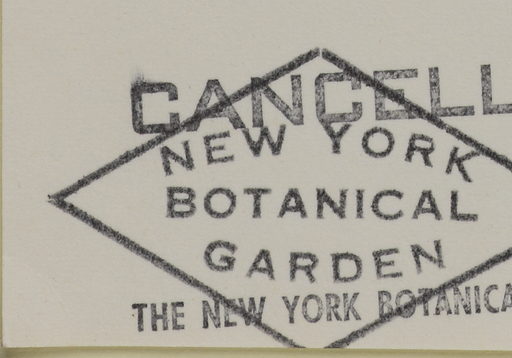 CANCELL
NEW YORK
BOTANICAL
GARDEN
THE NEW YORK BOTANICA